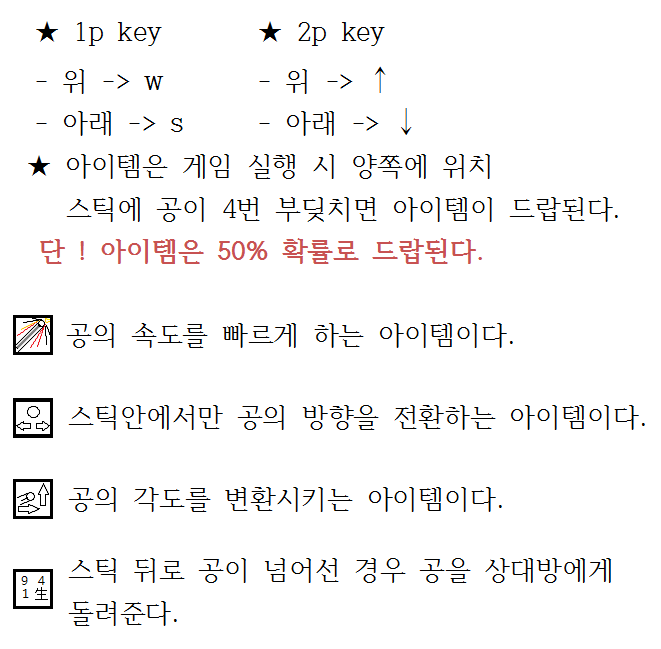 ★ 1p key ★ 2p key
- 위 -> w - 위 -> ↑
- 아래 -> s - 아래 -> ↓
★ 아이템은 게임 실행 시 양쪽에 위치
스틱에 공이 4번 부딪치면 아이템이 드랍된다.
단 ! 아이템은 50% 확률로 드랍된다.
공의 속도를 빠르게 하는 아이템이다.
스틱안에서만 공의 방향을 전환하는 아이템이다.
공의 각도를 변환시키는 아이템이다.
스틱 뒤로 공이 넘어선 경우 공을 상대방에게
9 4
1 生
돌려준다.